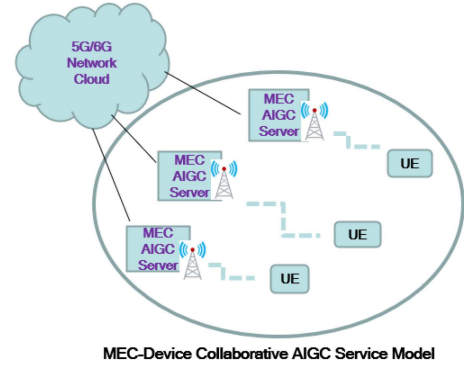 5G/6G
Network
Cloud
MEC
AIGC
Server
UE
MEC
AIGC
Server
UE
MEC
AIGC
Server
UE
MEC-Device Collaborative AIGC Service Model